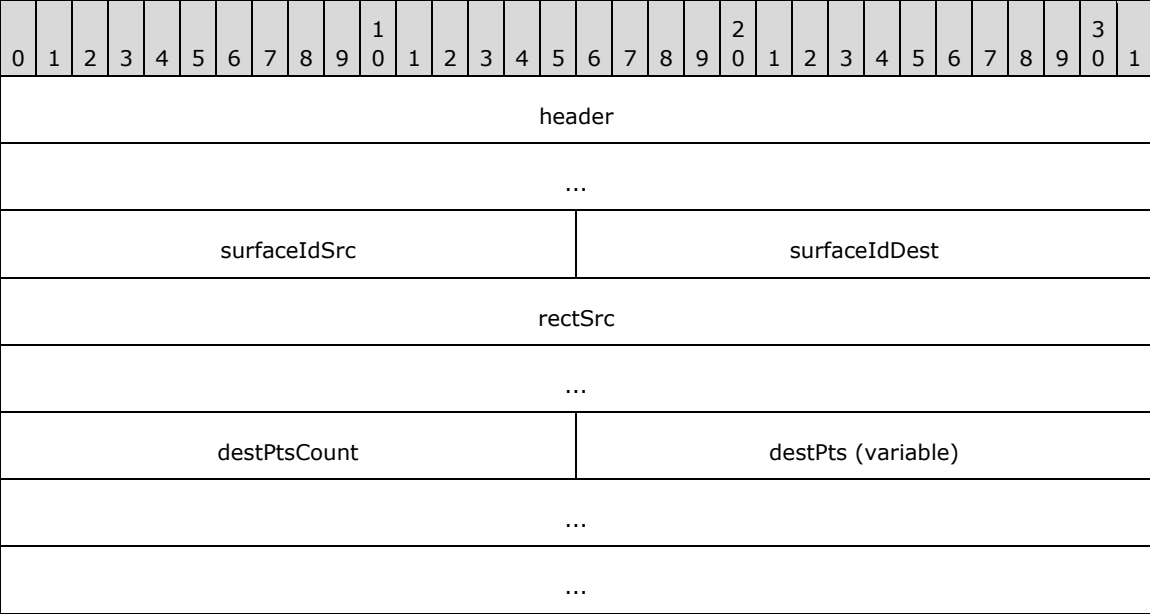 1 2 3
0 1 2 3 4 5 6 7 8 9 0 1 2 3 4 5 6 7 8 9 0 1 2 3 4 5 6 7 8 9 0 1
header
...
surfaceIdSrc surfaceIdDest
rectSrc
...
destPtsCount destPts (variable)
...
...